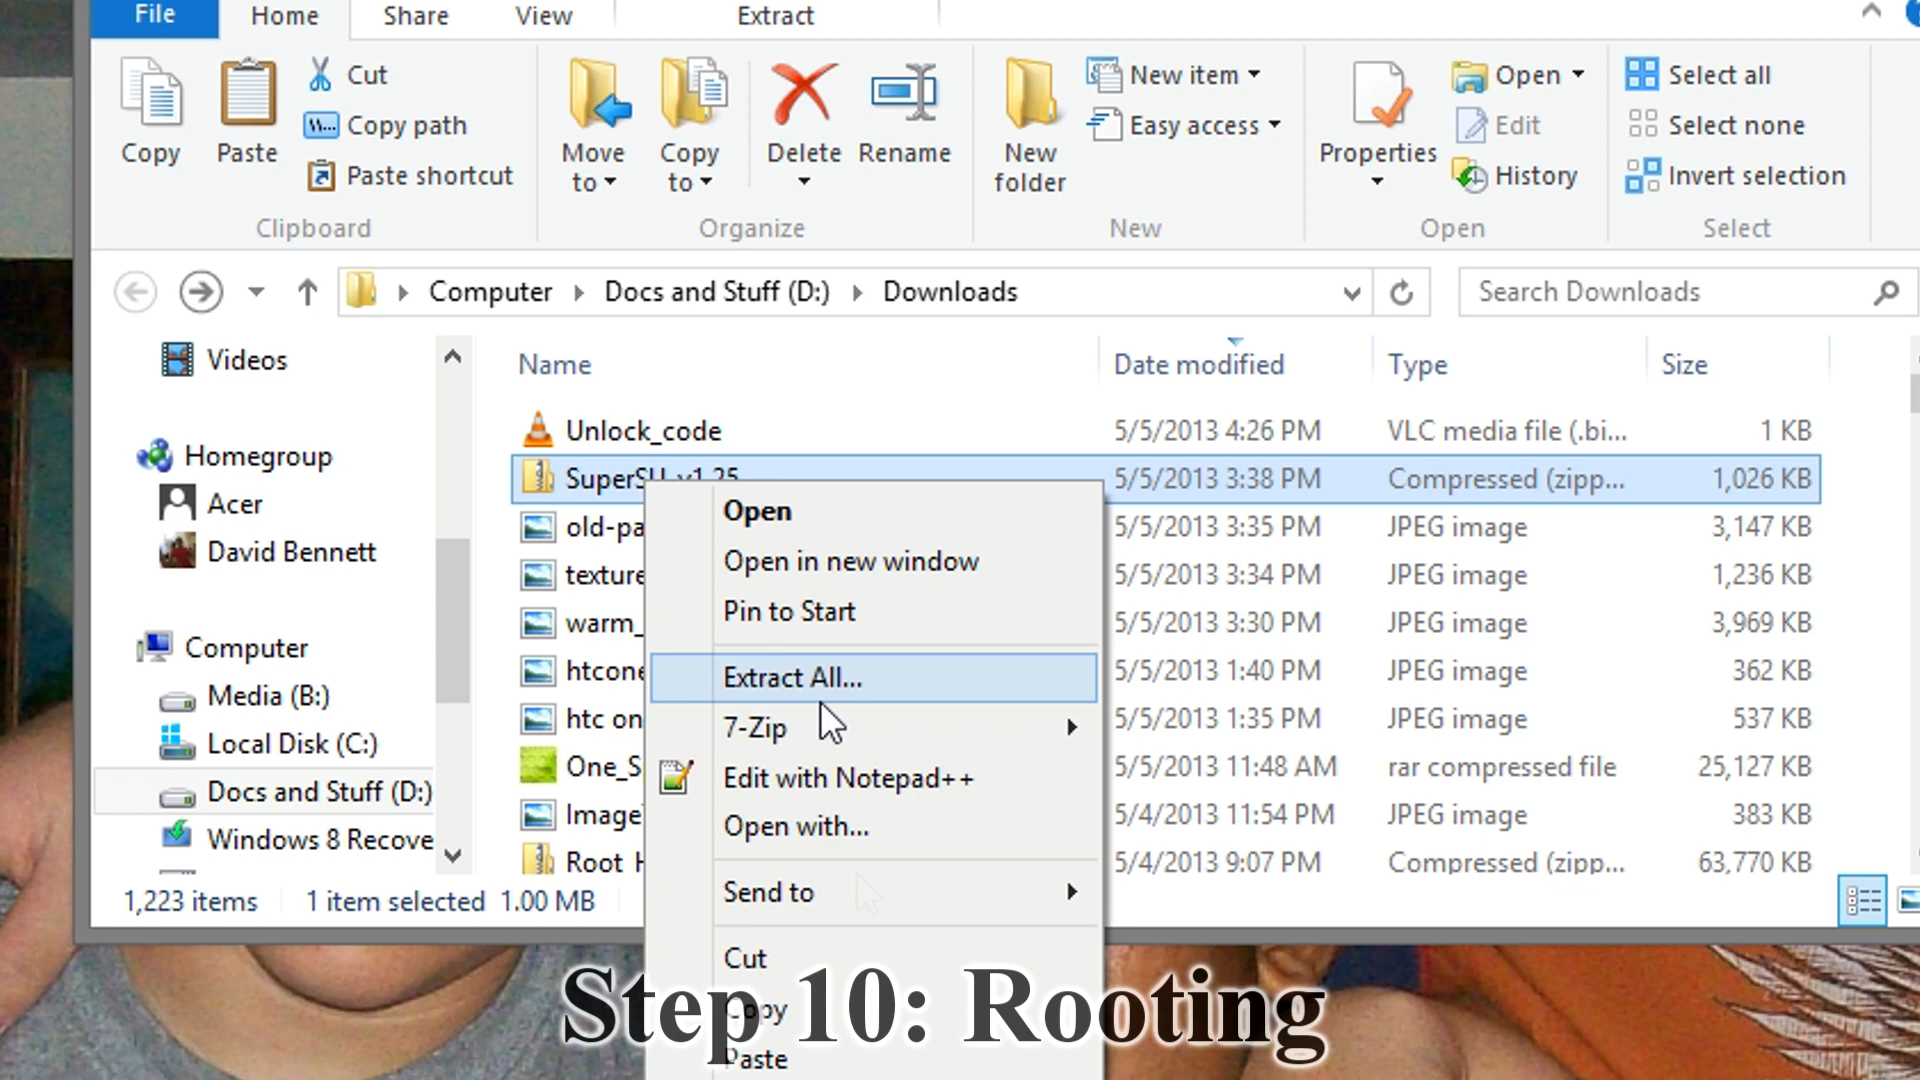 File Home Share View Extract
Copy Paste Cut Copy path Paste shortcut
Move to Copy to Delete Rename
New folder New item Easy access
Properties Open Edit History
Select all Select none Invert selection
Clipboard Organize New Open Select
Computer Docs and Stuff (D:) Downloads Search Downloads
Videos
Homegroup
Acer
David Bennett
Computer
Media (B:)
Local Disk (C:)
Docs and Stuff (D:)
Windows 8 Recove
Name Date modified Type Size
Unlock_code 5/5/2013 4:26 PM VLC media file (.bi... 1 KB
SuperSU v1.25 5/5/2013 3:38 PM Compressed (zipp... 1,026 KB
old-pa 5/5/2013 3:35 PM JPEG image 3,147 KB
texture 5/5/2013 3:34 PM JPEG image 1,236 KB
warm_ 5/5/2013 3:30 PM JPEG image 3,969 KB
htcone 5/5/2013 1:40 PM JPEG image 362 KB
htc on 5/5/2013 1:35 PM JPEG image 537 KB
One_S 5/5/2013 11:48 AM rar compressed file 25,127 KB
Image 5/4/2013 11:54 PM JPEG image 383 KB
Root 5/4/2013 9:07 PM Compressed (zipp... 63,770 KB
Open
Open in new window
Pin to Start
Extract All...
7-Zip
Edit with Notepad++
Open with...
Send to
Cut
Copy
Paste
1,223 items 1 item selected 1.00 MB
Step 10: Rooting